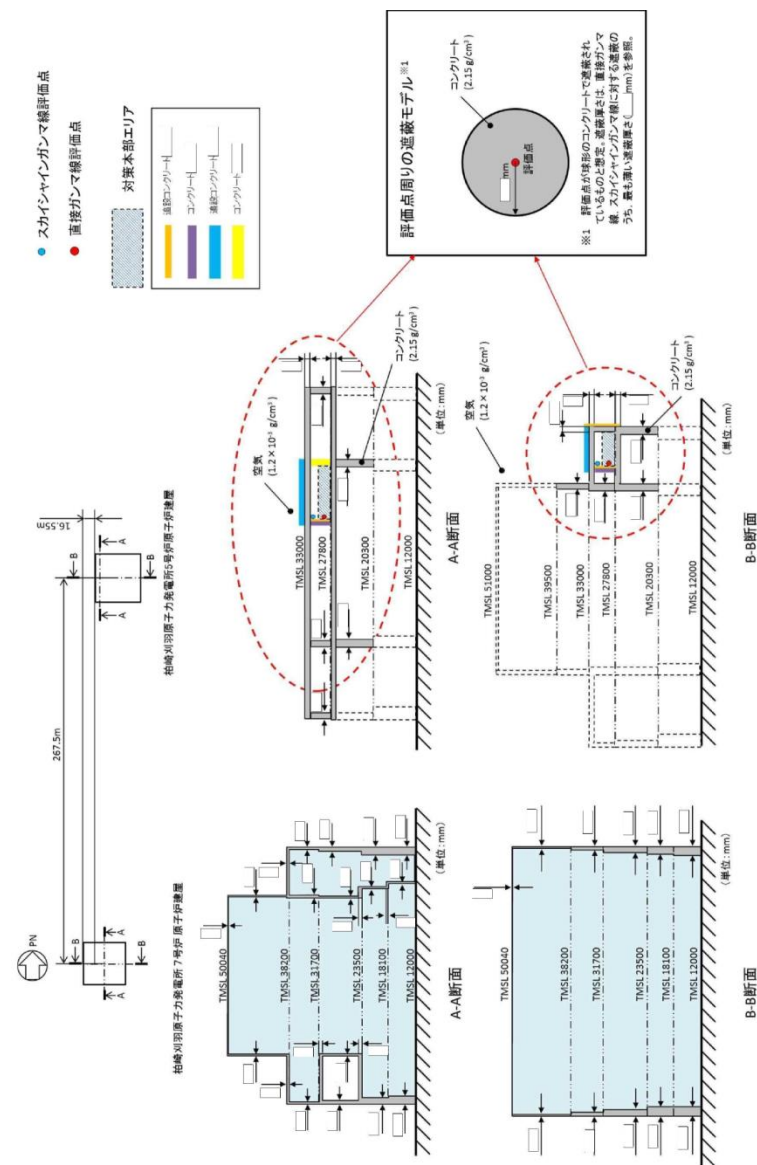 PN
267.5m
16.55m
A
A
B
B
A
A
B
B
柏崎刈羽原子力発電所 7号炉 原子炉建屋
柏崎刈羽原子力発電所5号炉原子炉建屋
スカイシャインガンマ線評価点
直接ガンマ線評価点
対策本部エリア
追設コンクリート
コンクリート
追設コンクリート
コンクリート
TMSL 50040
TMSL 38200
TMSL 31700
TMSL 23500
TMSL 18100
TMSL 12000
(単位:mm)
A-A断面
空気
(1.2×10⁻³ g/cm³)
TMSL 33000
TMSL 27800
TMSL 20300
TMSL 12000
コンクリート
(2.15 g/cm³)
(単位:mm)
A-A断面
評価点周りの遮蔽モデル※1
コンクリート
(2.15 g/cm³)
mm
評価点
※1 評価点が球形のコンクリートで遮蔽され
ているものと想定。遮蔽厚さは、直接ガンマ
線、スカイシャインガンマ線に対する遮蔽の
うち、最も薄い遮蔽厚さ( mm)を参照。
TMSL 50040
TMSL 38200
TMSL 31700
TMSL 23500
TMSL 18100
TMSL 12000
(単位:mm)
B-B断面
空気
(1.2×10⁻³ g/cm³)
TMSL 51000
TMSL 39500
TMSL 33000
TMSL 27800
TMSL 20300
TMSL 12000
コンクリート
(2.15 g/cm³)
(単位:mm)
B-B断面